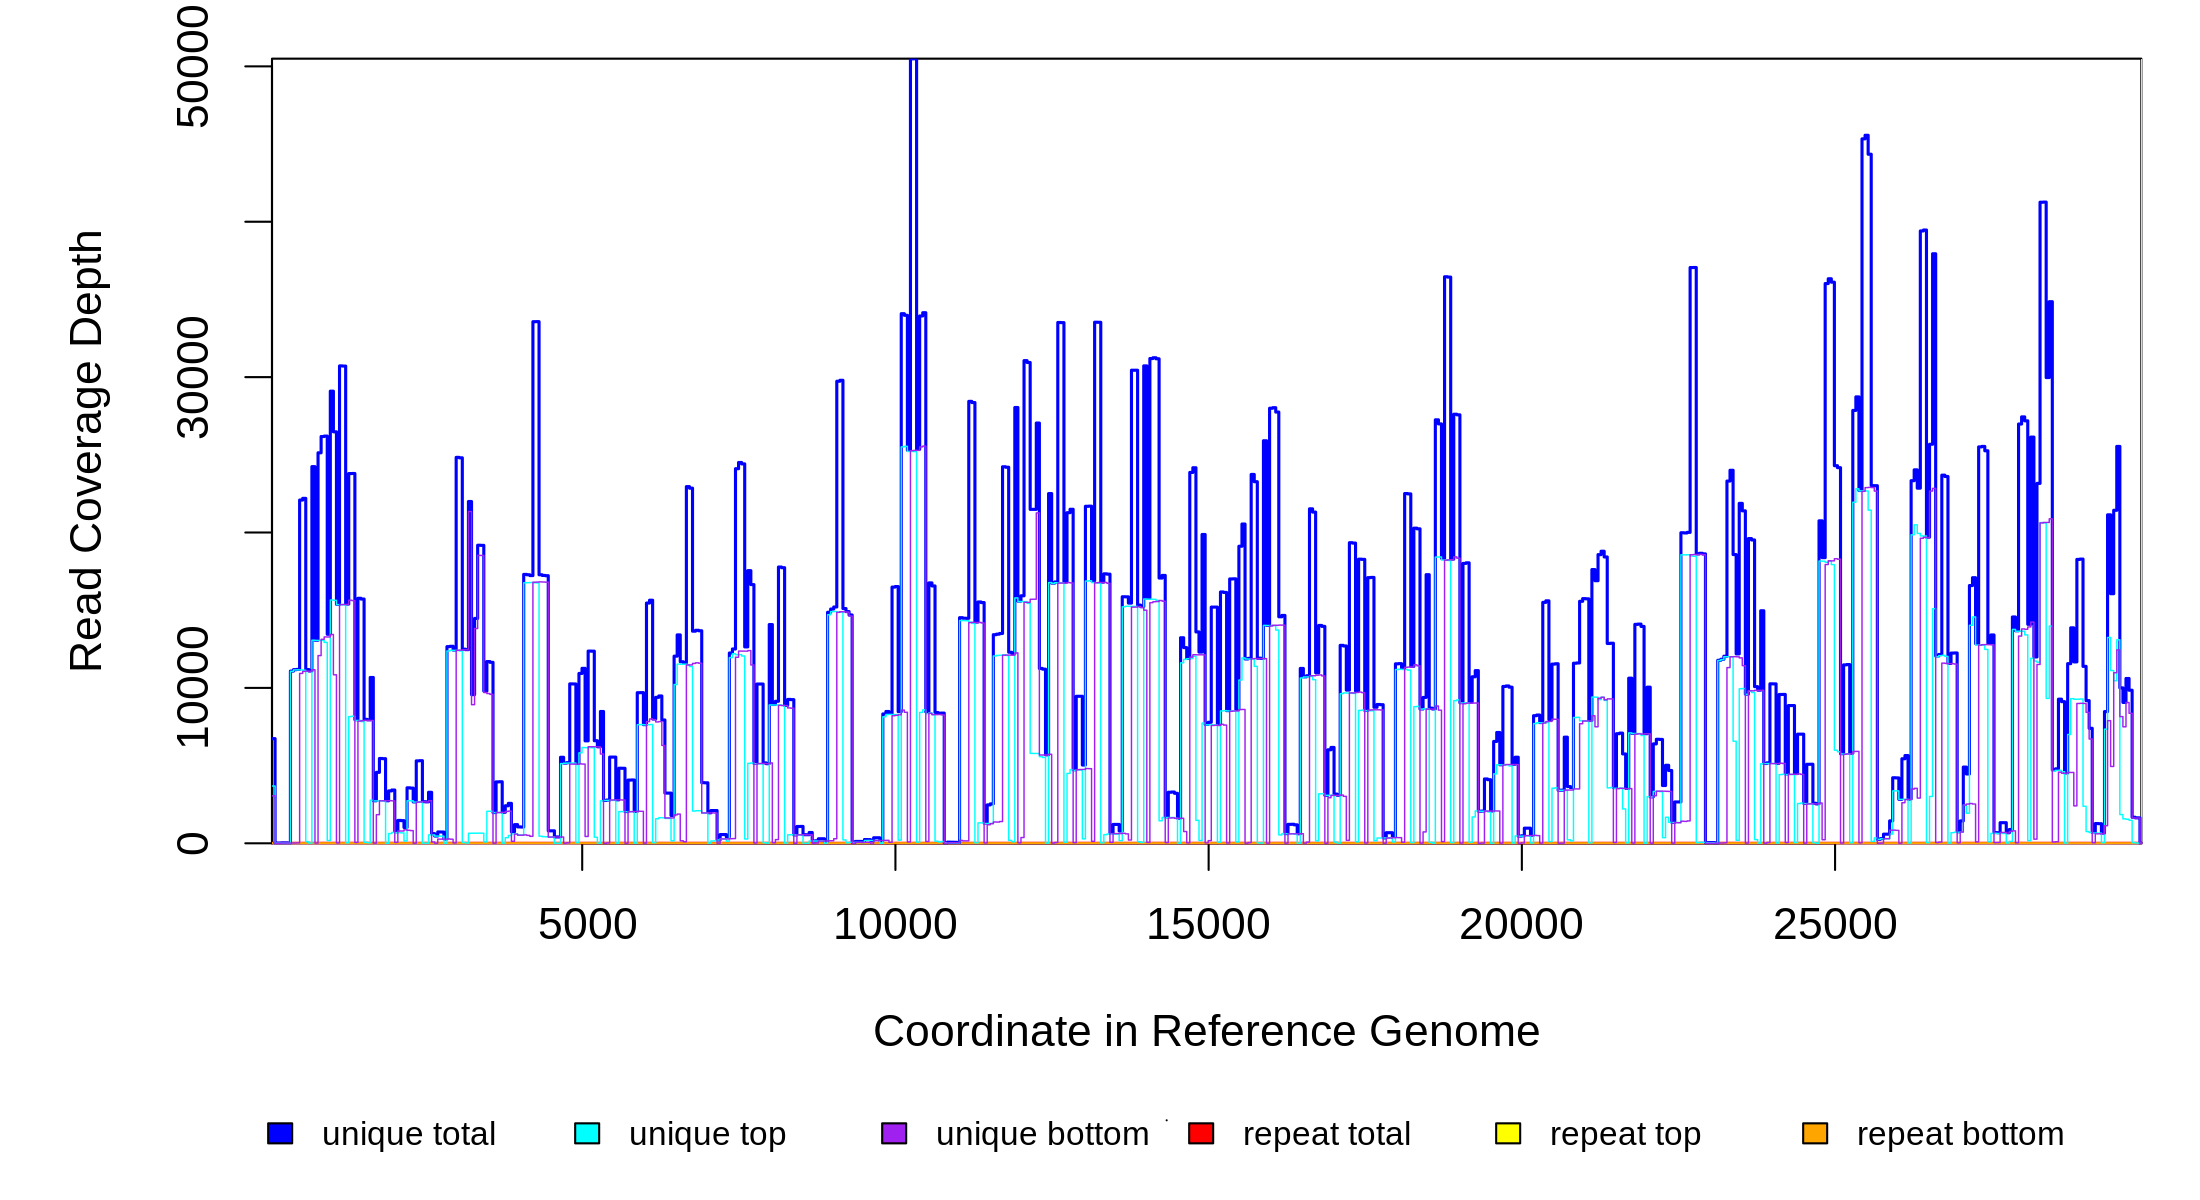 50000
30000
10000
0
Read Coverage Depth
5000 10000 15000 20000 25000
Coordinate in Reference Genome
unique total unique top unique bottom repeat total repeat top repeat bottom